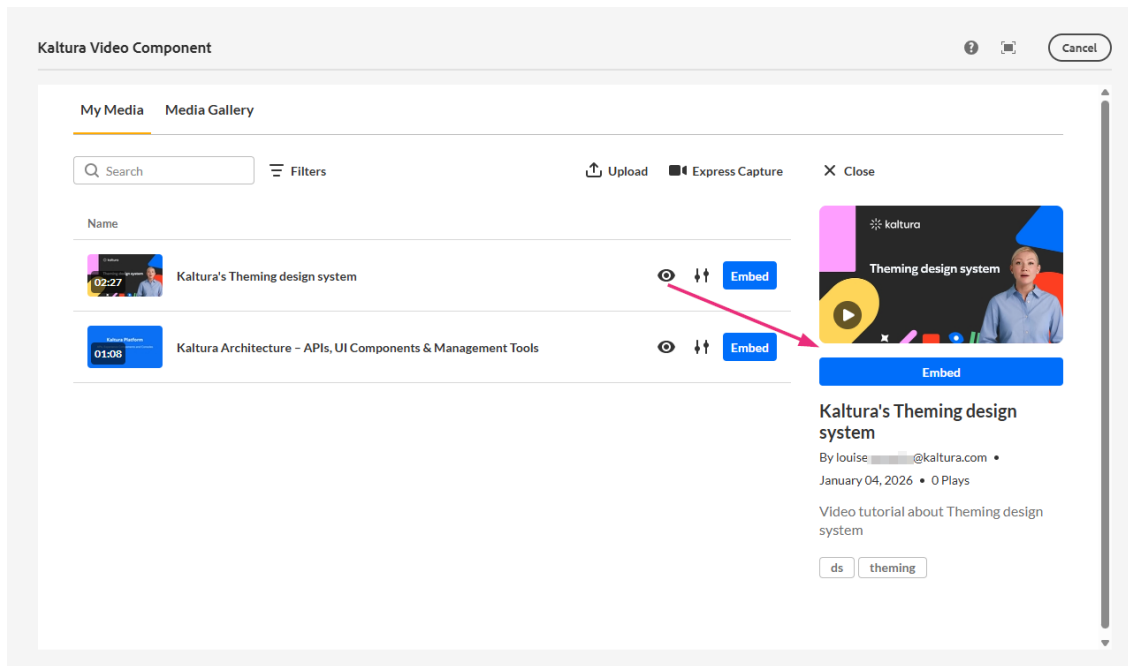 Kaltura Video Component
Cancel
My Media Media Gallery
Search
Filters
Upload
Express Capture
Close
Name
02:27
Kaltura's Theming design system
Embed
01:08
Kaltura Architecture – APIs, UI Components & Management Tools
Embed
kaltura
Theming design system
Embed
Kaltura's Theming design
system
By louise @kaltura.com •
January 04, 2026 • 0 Plays
Video tutorial about Theming design
system
ds theming